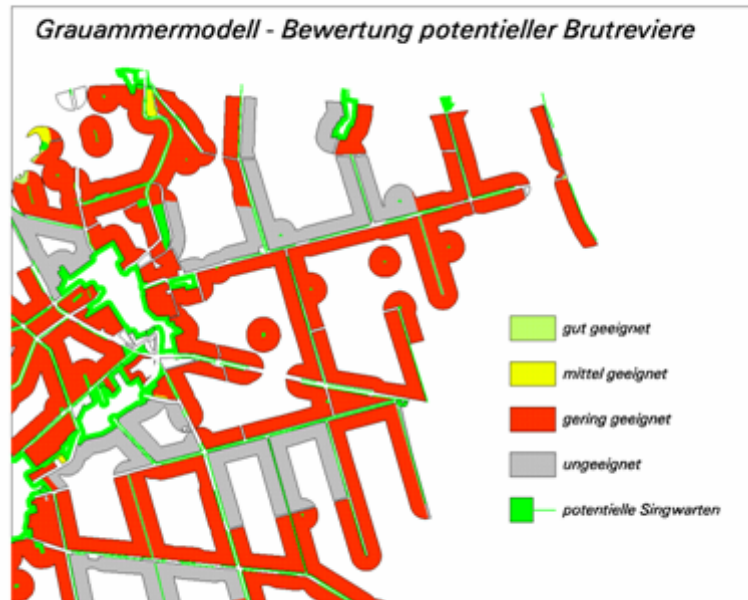 Grauammermodell - Bewertung potentieller Brutreviere
gut geeignet
mittel geeignet
gering geeignet
ungeeignet
potentielle Singwarten